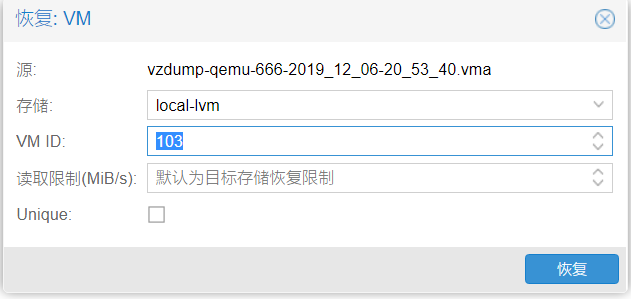 恢复: VM
源: vzdump-qemu-666-2019_12_06-20_53_40.vma
存储: local-lvm
VM ID: 103
读取限制(MiB/s): 默认为目标存储恢复限制
Unique:
恢复